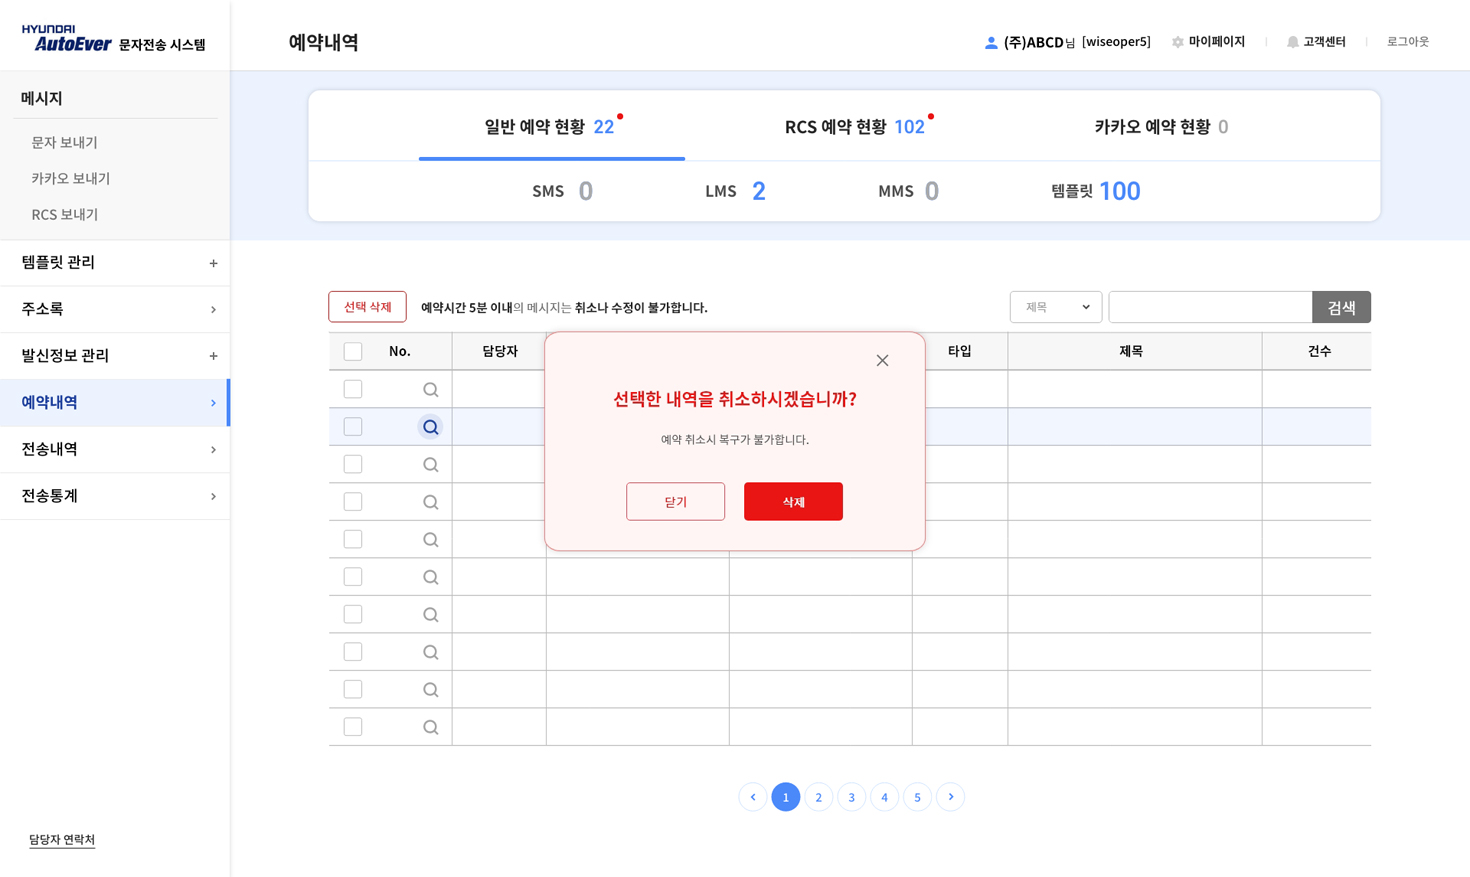 HYUNDAI
AutoEver 문자전송 시스템
예약내역
(주)ABCD님 [wiseoper5] 마이페이지 고객센터 로그아웃
메시지
문자 보내기
카카오 보내기
RCS 보내기
템플릿 관리
주소록
발신정보 관리
예약내역
전송내역
전송통계
담당자 연락처
일반 예약 현황 22 RCS 예약 현황 102 카카오 예약 현황 0
SMS 0 LMS 2 MMS 0 템플릿 100
선택 삭제 예약시간 5분 이내의 메시지는 취소나 수정이 불가합니다. 제목 검색
No. 담당자 타입 제목 건수
선택한 내역을 취소하시겠습니까?
예약 취소시 복구가 불가합니다.
닫기 삭제
1 2 3 4 5